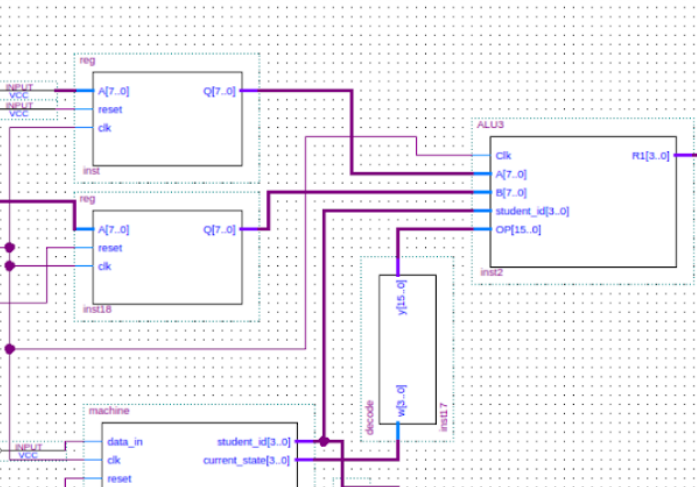 reg
INPUT
VCC
A[7..0]
Q[7..0]
INPUT
VCC
reset
clk
inst
ALU3
Clk
R1[3..0]
A[7..0]
B[7..0]
student_id[3..0]
OP[15..0]
inst2
reg
A[7..0]
Q[7..0]
reset
clk
inst18
y[15..0]
w[3..0]
decode
inst17
machine
INPUT
VCC
data_in
student_id[3..0]
clk
current_state[3..0]
reset